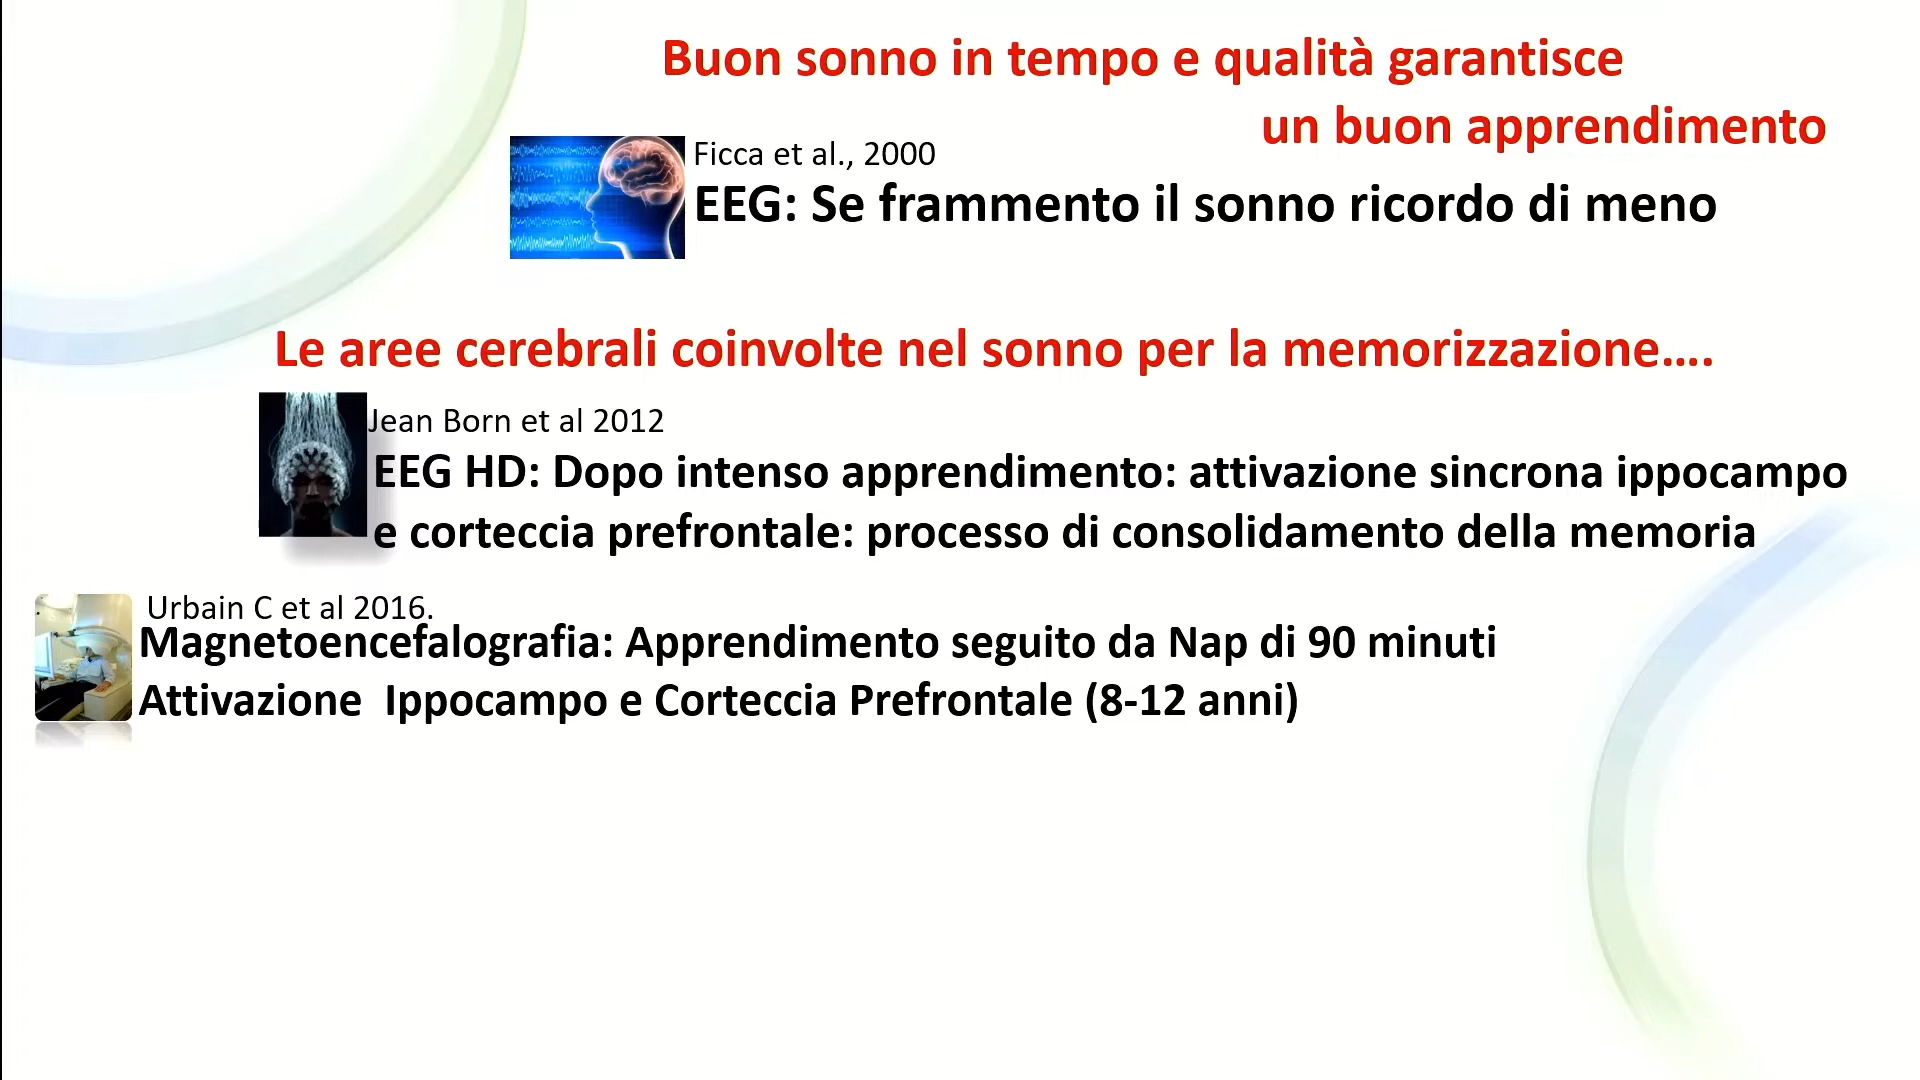 Buon sonno in tempo e qualità garantisce
un buon apprendimento
Ficca et al., 2000
EEG: Se frammento il sonno ricordo di meno
Le aree cerebrali coinvolte nel sonno per la memorizzazione….
Jean Born et al 2012
EEG HD: Dopo intenso apprendimento: attivazione sincrona ippocampo
e corteccia prefrontale: processo di consolidamento della memoria
Urbain C et al 2016.
Magnetoencefalografia: Apprendimento seguito da Nap di 90 minuti
Attivazione  Ippocampo e Corteccia Prefrontale (8-12 anni)